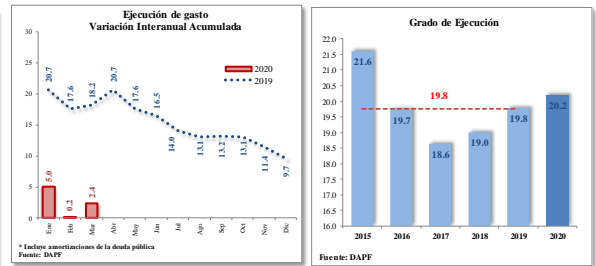 Ejecución de gasto
Variación Interanual Acumulada
30
25
20
15
10
5
0
20.7
17.6
18.2
20.7
17.6
16.5
14.0
13.1
13.2
13.1
11.4
9.7
5.0
0.2
2.4
2020
2019
Ene
Feb
Mar
Abr
May
Jun
Jul
Ago
Sep
Oct
Nov
Dic
* Incluye amortizaciones de la deuda pública
Fuente: DAPF
Grado de Ejecución
22.0
21.5
21.0
20.5
20.0
19.5
19.0
18.5
18.0
17.5
17.0
16.5
16.0
21.6
19.7
18.6
19.0
19.8
20.2
19.8
2015
2016
2017
2018
2019
2020
Fuente: DAPF